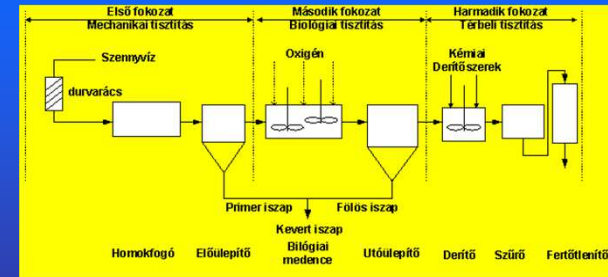 Első fokozat
Mechanikai tisztítás
Második fokozat
Biológiai tisztítás
Harmadik fokozat
Térbeli tisztítás
Szennyvíz
durvarács
Oxigén
Kémiai
Derítőszerek
Primer iszap
Fölös iszap
Kevert iszap
Homokfogó
Előülepítő
Bilógiai
medence
Utóülepítő
Derítő
Szűrő
Fertőtlenítő